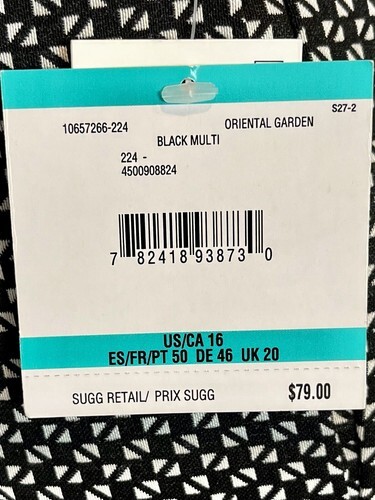 S27-2
10657266-224 ORIENTAL GARDEN
BLACK MULTI
224 -
4500908824
7 82418 93873 0
US/CA 16
ES/FR/PT 50 DE 46 UK 20
SUGG RETAIL/ PRIX SUGG $79.00